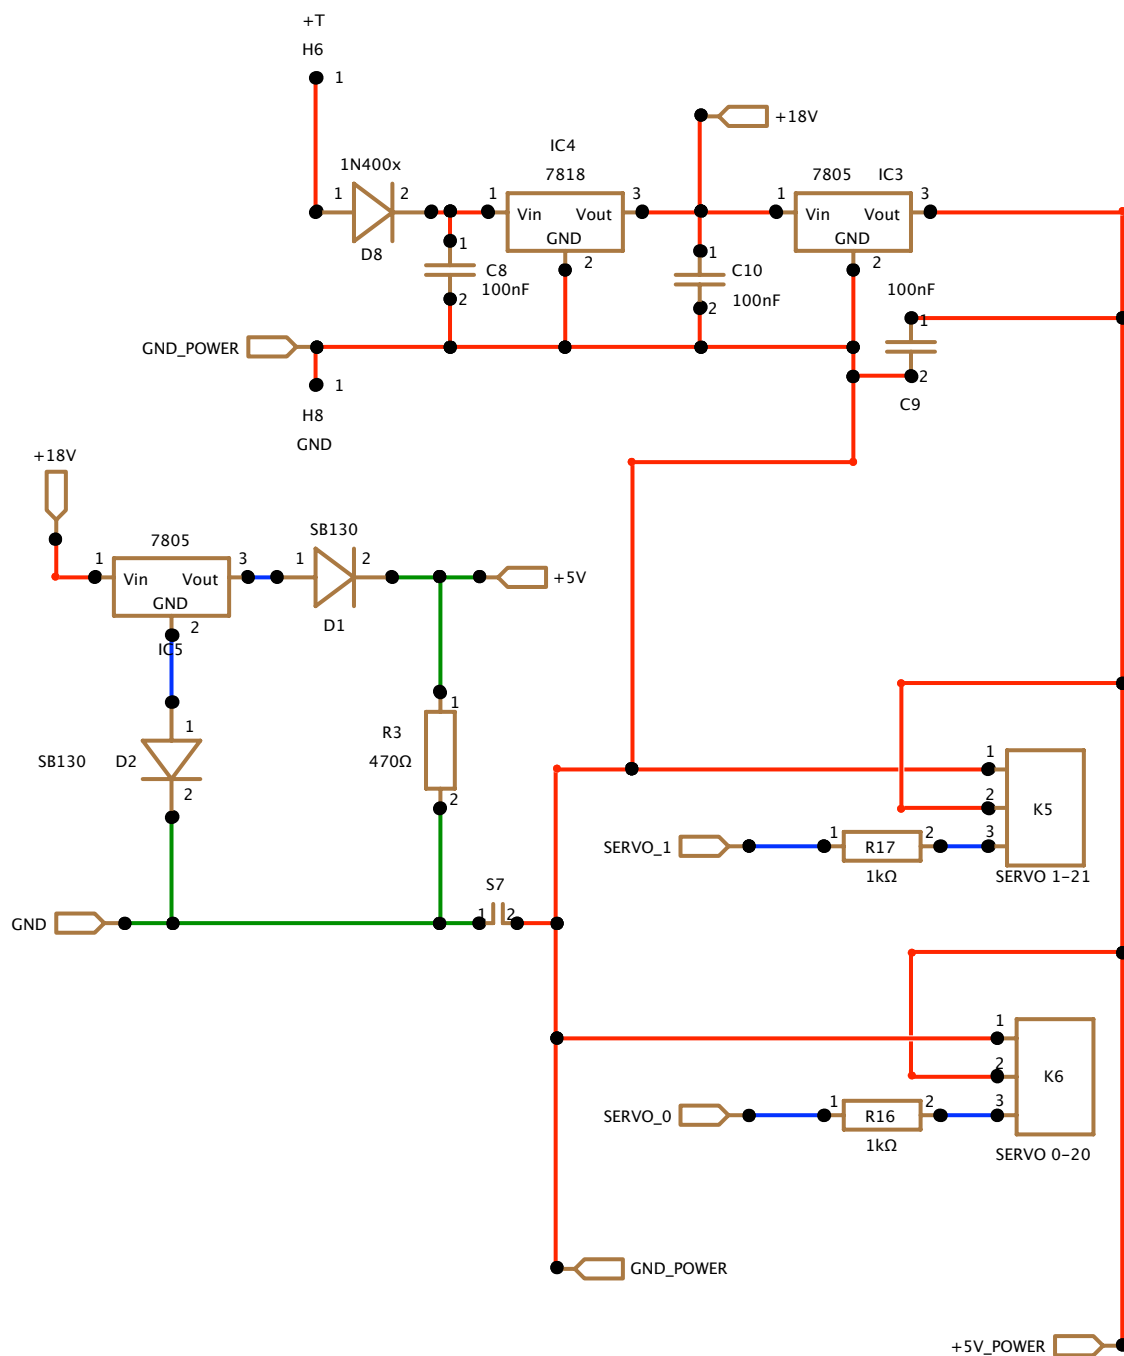 +T
H6
1
+18V
IC4
1N400x
7818
7805 IC3
1 2
1 3
1 3
Vin Vout
Vin Vout
GND
GND
D8
1
2
1
2
C8
100nF
C10
100nF
100nF
2
2
1
GND_POWER
1
2
H8
C9
GND
+18V
SB130
7805
1 3
1 2
Vin Vout
+5V
GND
2
D1
IC5
1
1
R3
SB130 D2
470Ω
1
2
2
2
K5
3
SERVO_1
1 R17 2
1kΩ
SERVO 1-21
S7
1 2
GND
1
2
K6
3
SERVO_0
1 R16 2
1kΩ
SERVO 0-20
GND_POWER
+5V_POWER